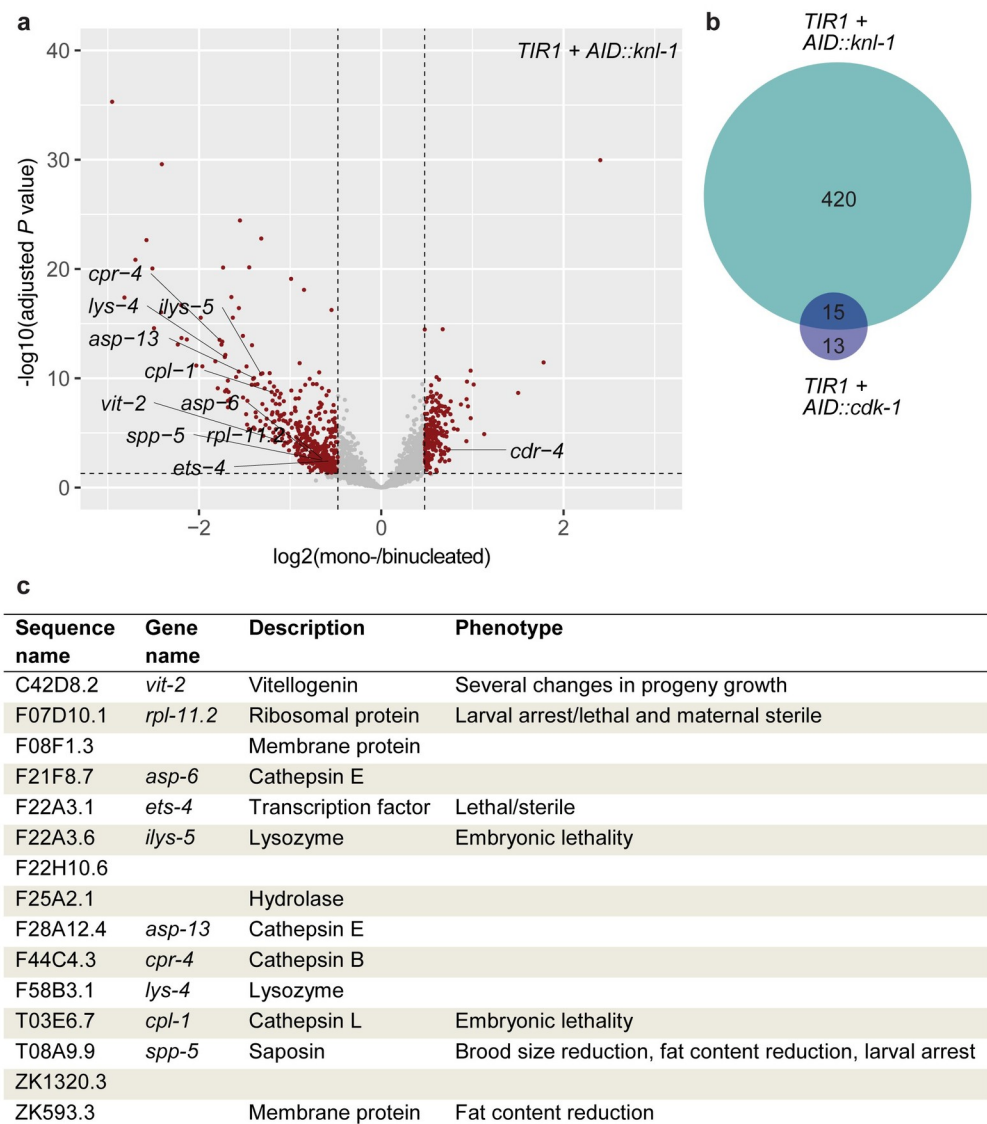 a
TIR1 + AID::knl-1
40
30
20
10
0
-log10(adjusted P value)
cpr−4
lys−4
ilys−5
asp−13
cpl−1
vit−2
asp−6
spp−5
rpl−11.2
ets−4
cdr−4
−2
0
2
log2(mono-/binucleated)
b
TIR1 +
AID::knl-1
420
15
13
TIR1 +
AID::cdk-1
c
Sequence name Gene name Description Phenotype
C42D8.2 vit-2 Vitellogenin Several changes in progeny growth
F07D10.1 rpl-11.2 Ribosomal protein Larval arrest/lethal and maternal sterile
F08F1.3 Membrane protein
F21F8.7 asp-6 Cathepsin E
F22A3.1 ets-4 Transcription factor Lethal/sterile
F22A3.6 ilys-5 Lysozyme Embryonic lethality
F22H10.6
F25A2.1 Hydrolase
F28A12.4 asp-13 Cathepsin E
F44C4.3 cpr-4 Cathepsin B
F58B3.1 lys-4 Lysozyme
T03E6.7 cpl-1 Cathepsin L Embryonic lethality
T08A9.9 spp-5 Saposin Brood size reduction, fat content reduction, larval arrest
ZK1320.3
ZK593.3 Membrane protein Fat content reduction